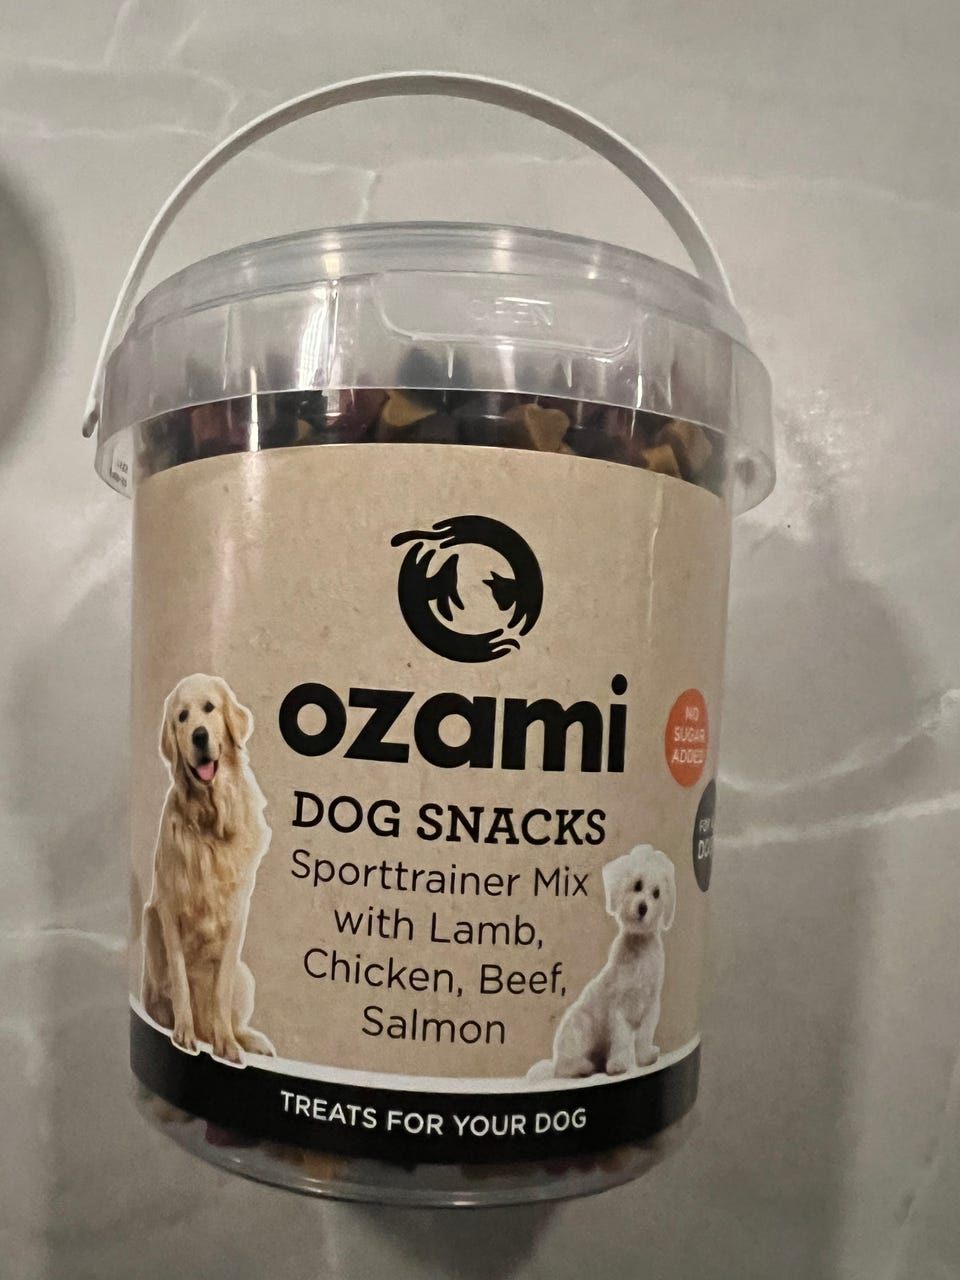 OPEN
ozami
NO
SUGAR
ADDED
DOG SNACKS
Sporttrainer Mix
with Lamb,
Chicken, Beef,
Salmon
TREATS FOR YOUR DOG